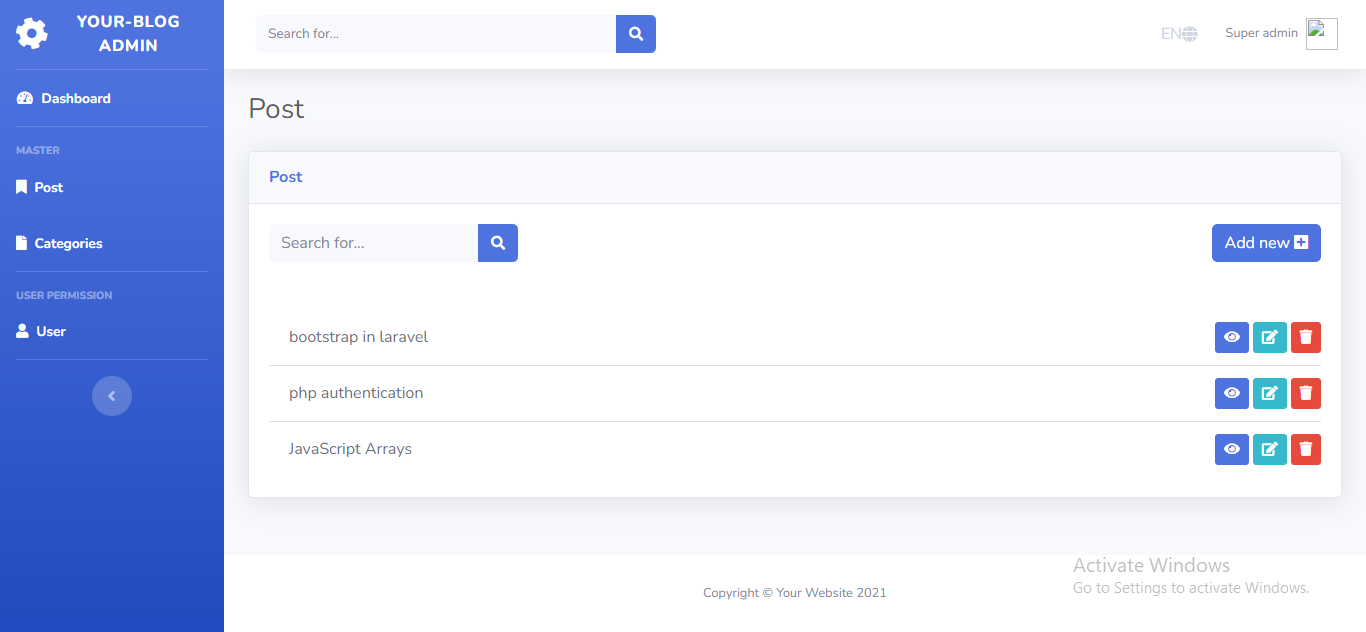 YOUR-BLOG
ADMIN
Search for...
EN
Super admin
Dashboard
MASTER
Post
Categories
USER PERMISSION
User
Post
Post
Search for...
Add new
bootstrap in laravel
php authentication
JavaScript Arrays
Activate Windows
Go to Settings to activate Windows.
Copyright © Your Website 2021